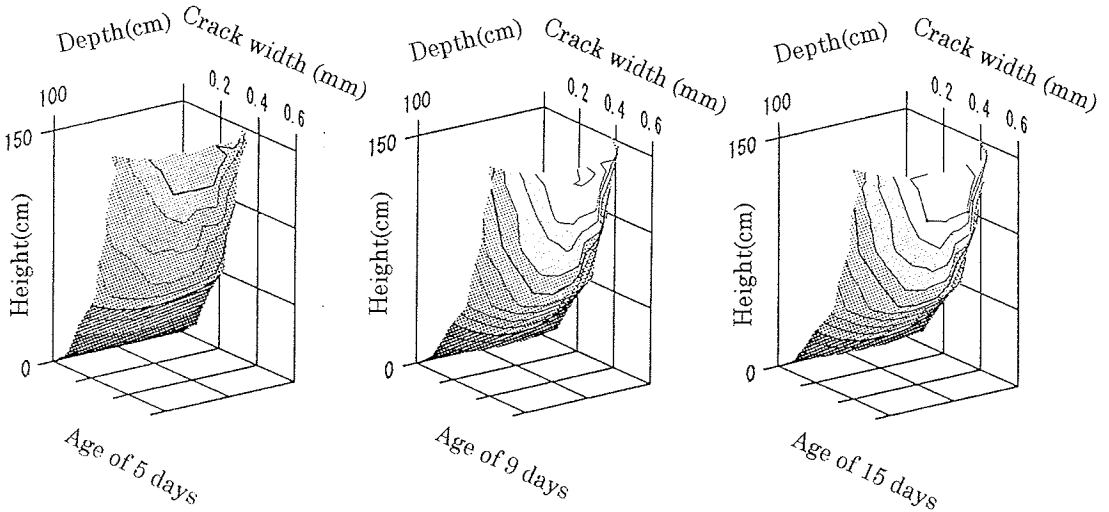 Depth(cm)
Crack width (mm)
100
0.2
0.4
0.6
150
Height(cm)
0
Age of 5 days
Depth(cm)
Crack width (mm)
100
0.2
0.4
0.6
150
Height(cm)
0
Age of 9 days
Depth(cm)
Crack width (mm)
100
0.2
0.4
0.6
150
Height(cm)
0
Age of 15 days